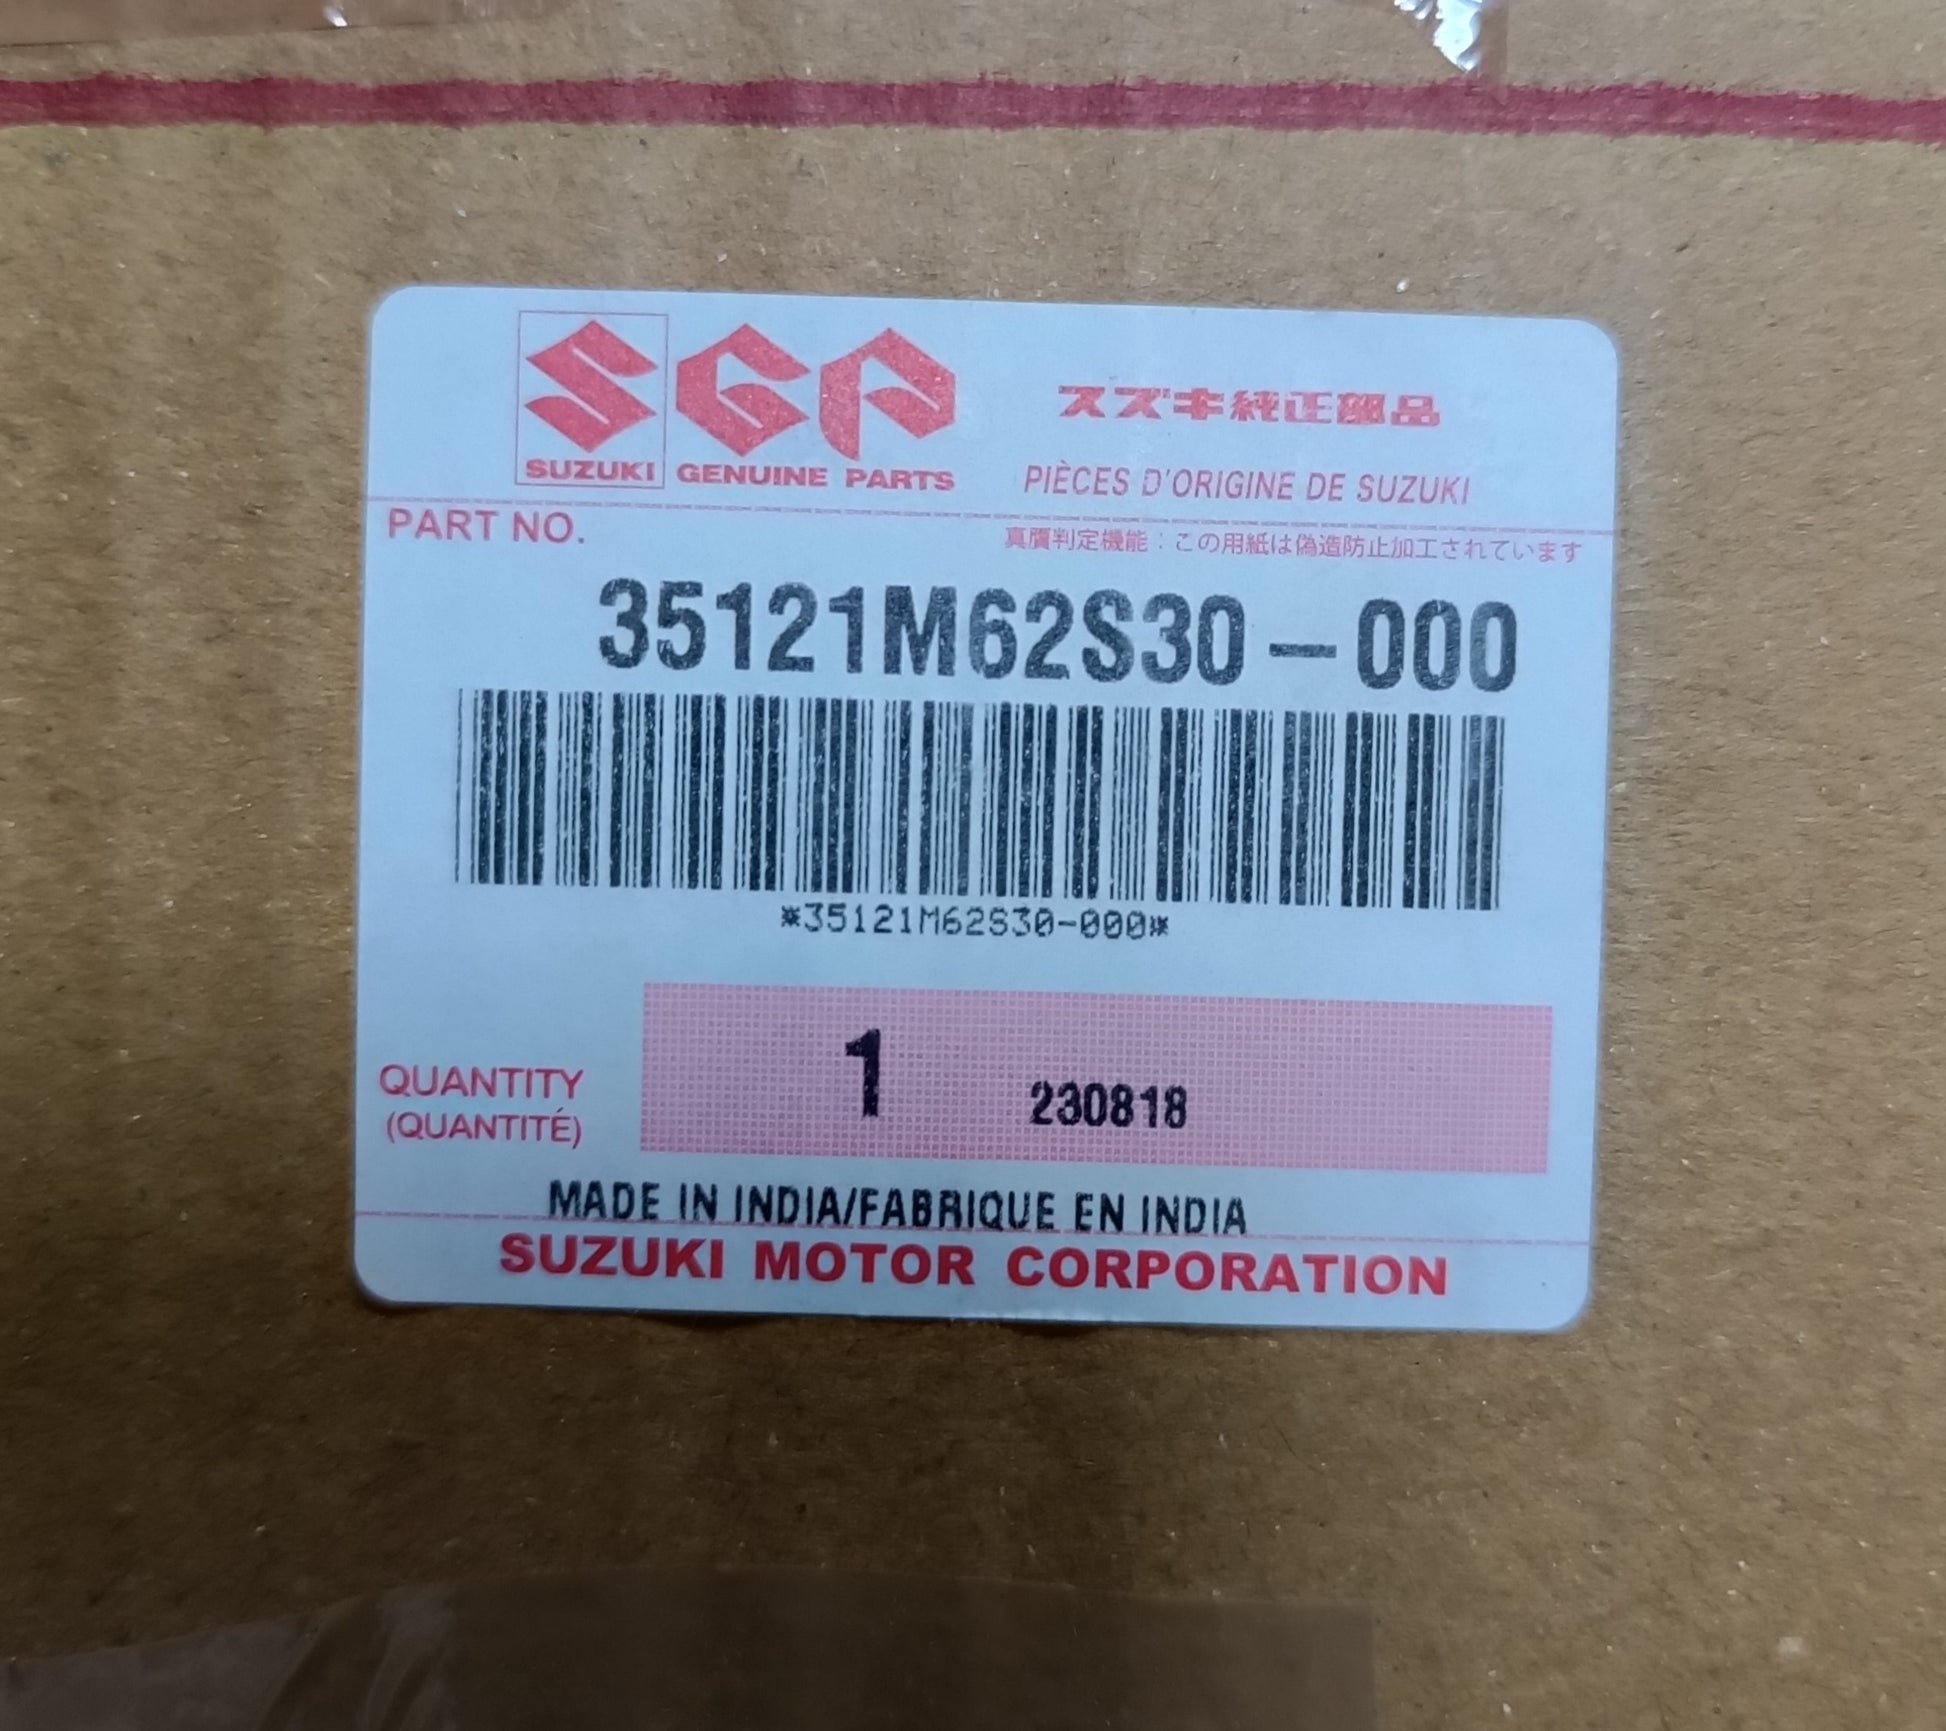 SGP
SUZUKI GENUINE PARTS
スズキ純正部品
PIÈCES D'ORIGINE DE SUZUKI
PART NO.
真贋判定機能:この用紙は偽造防止加工されています
35121M62S30-000
*35121M62S30-000*
QUANTITY
(QUANTITÉ)
1 230818
MADE IN INDIA/FABRIQUE EN INDIA
SUZUKI MOTOR CORPORATION